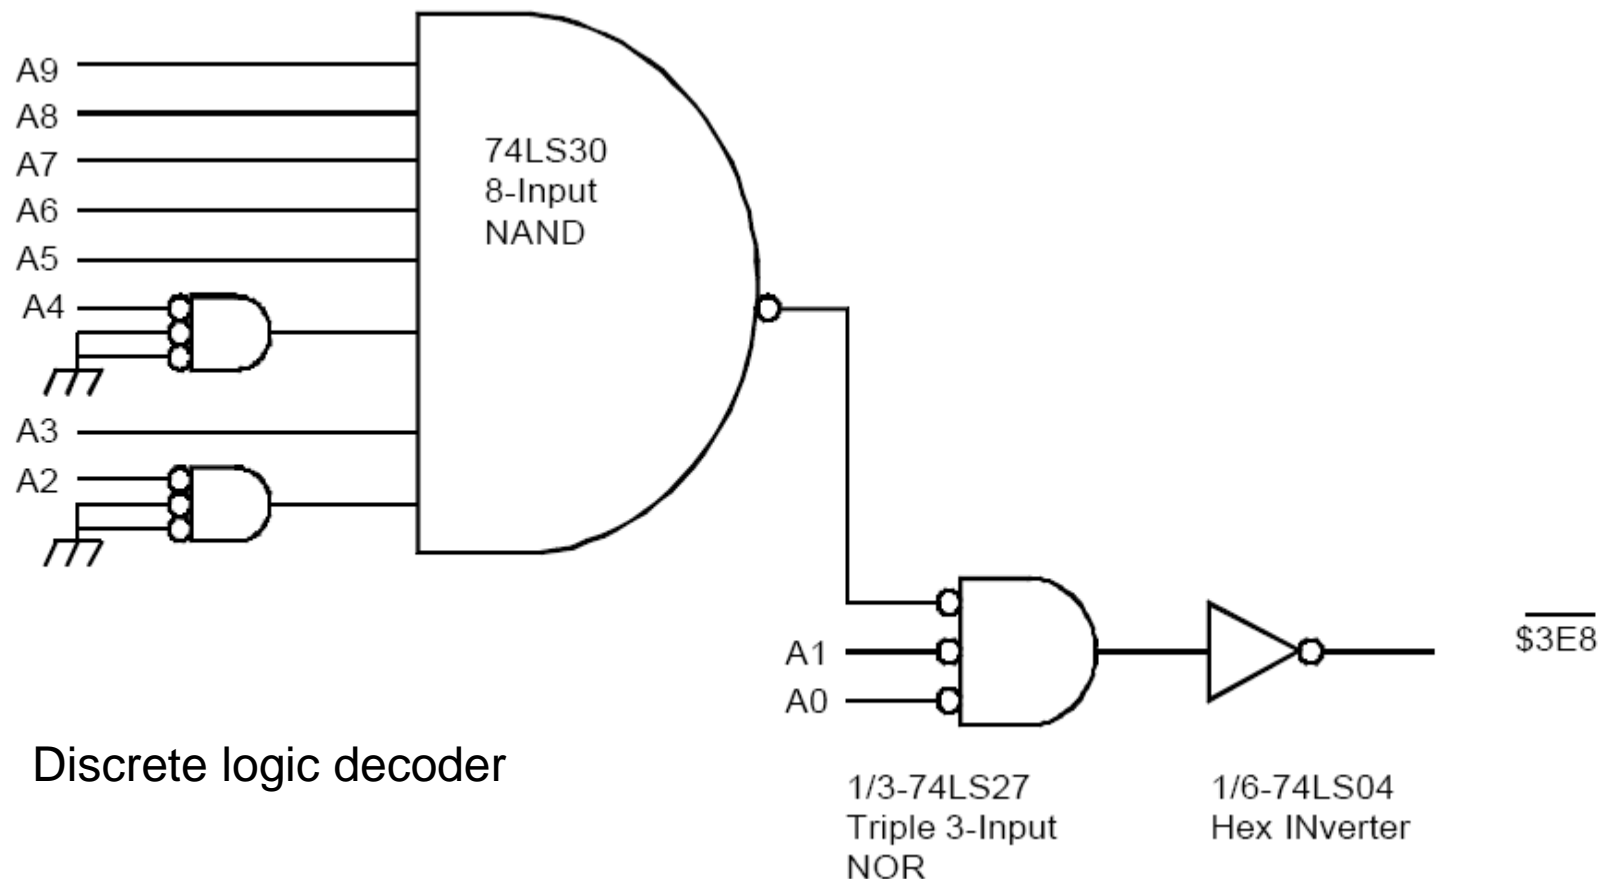 A9
A8
A7
A6
A5
A4
A3
A2
74LS30
8-Input
NAND
A1
A0
$3E8
Discrete logic decoder
1/3-74LS27
Triple 3-Input
NOR
1/6-74LS04
Hex INverter